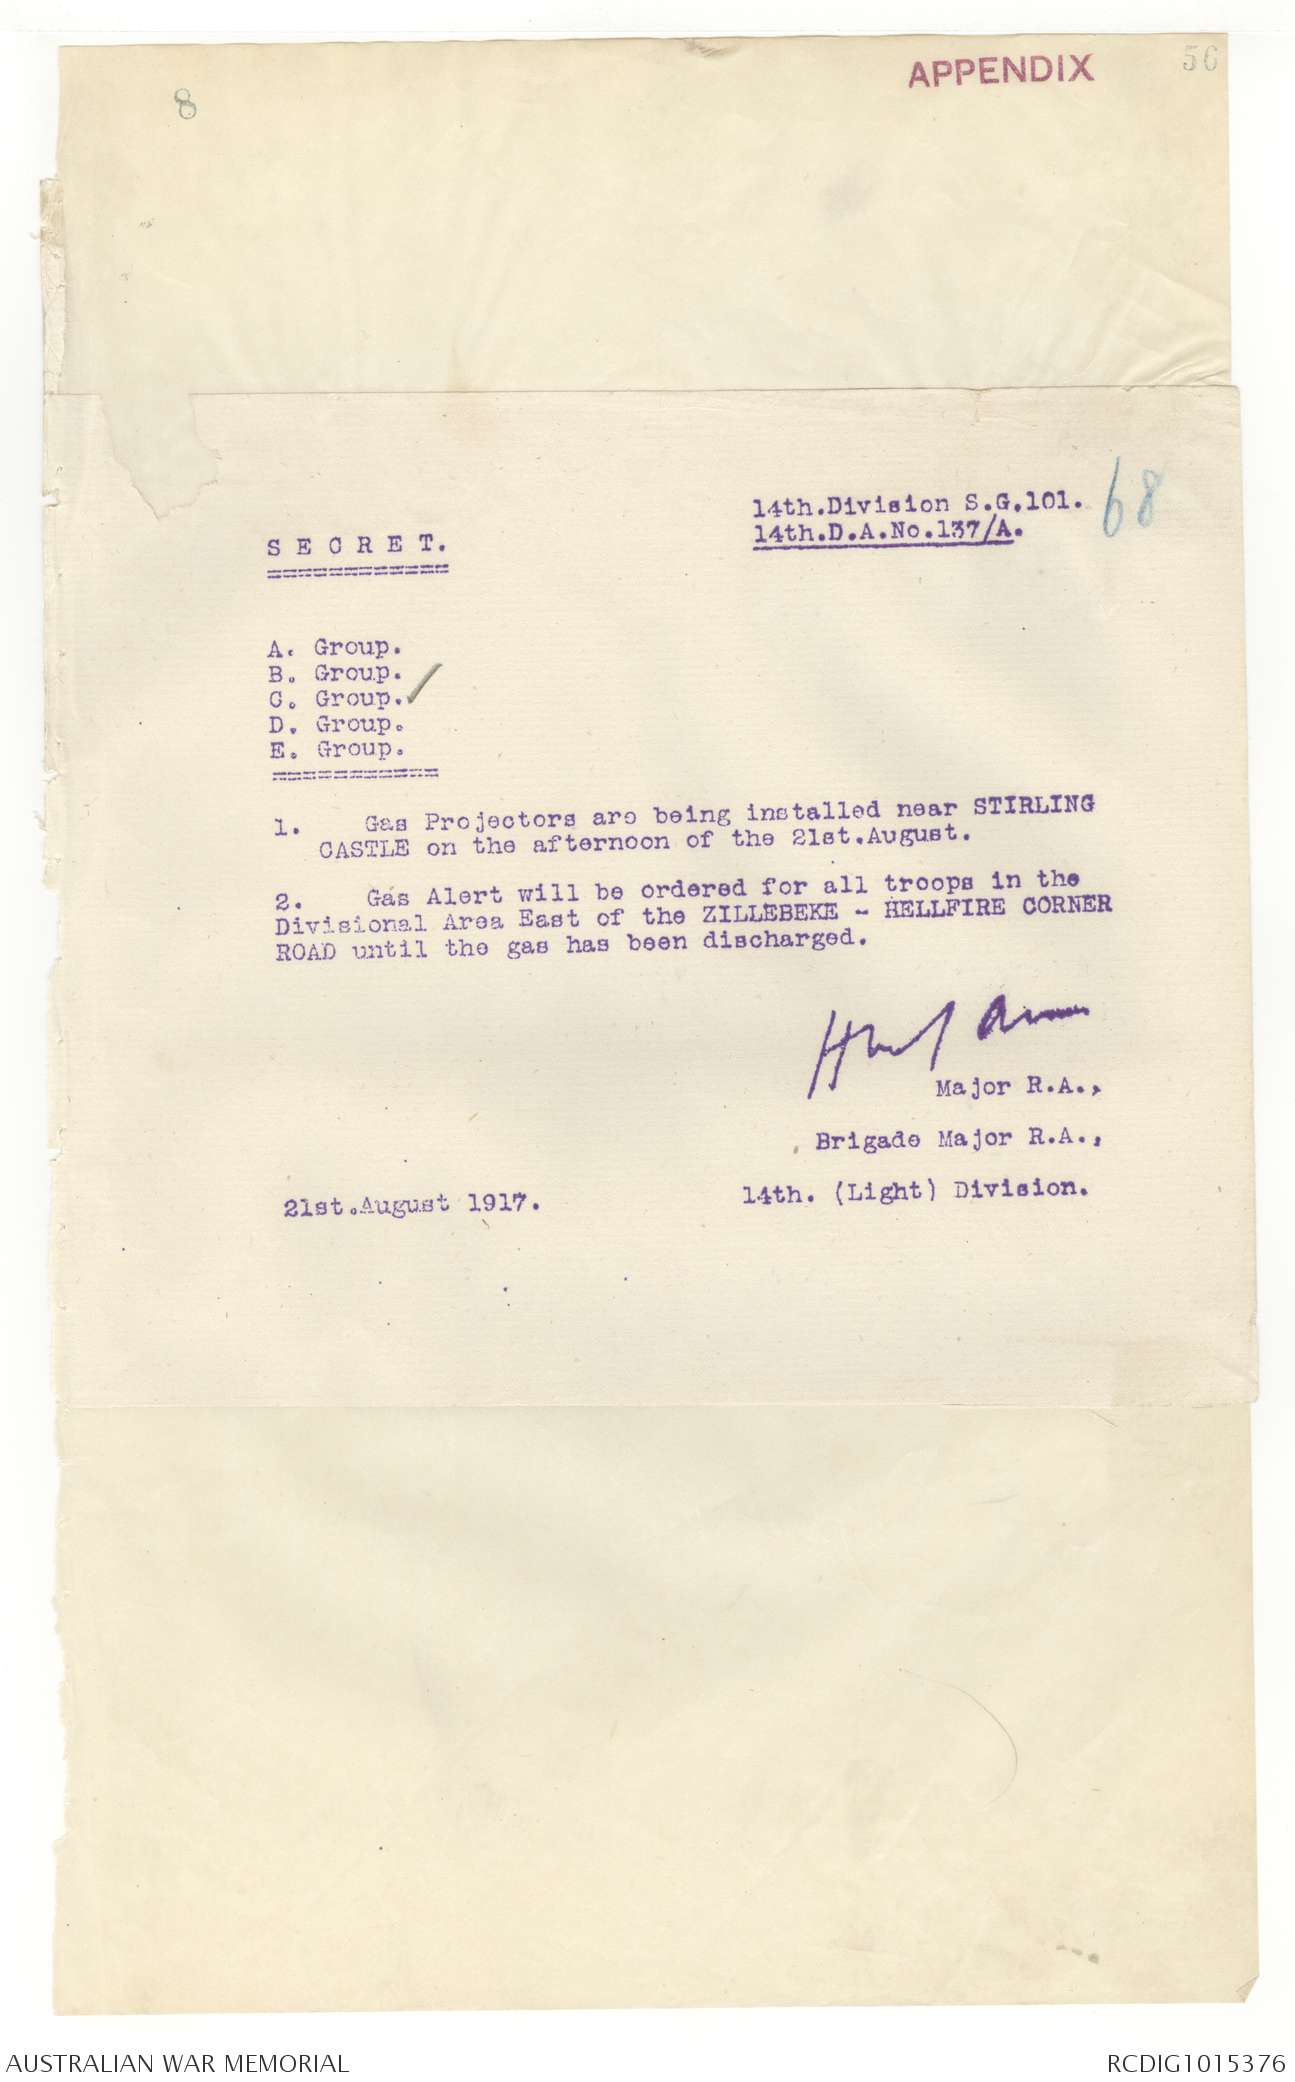 APPENDIX
56
8
14th.Division S.G.101.
14th.D.A.No.137/A.
68
S E C R E T.
A. Group.
B. Group.
C. Group.
D. Group.
E. Group.
1. Gas Projectors are being installed near STIRLING
CASTLE on the afternoon of the 21st.August.
2. Gas Alert will be ordered for all troops in the
Divisional Area East of the ZILLEBEKE - HELLFIRE CORNER
ROAD until the gas has been discharged.
Major R.A.,
Brigade Major R.A.,
14th. (Light) Division.
21st.August 1917.
AUSTRALIAN WAR MEMORIAL
RCDIG1015376